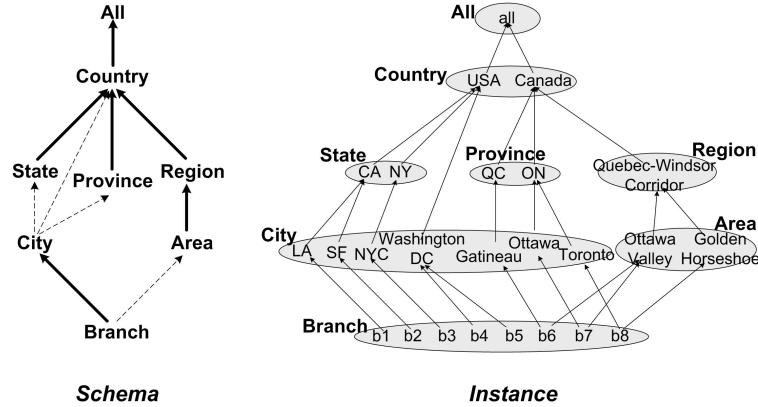 All
Country
State
Province
Region
City
Area
Branch
Schema
All
all
Country
USA Canada
State
CA NY
Province
QC ON
Region
Quebec-Windsor
Corridor
City
LA SF NYC
Washington
DC
Gatineau
Ottawa
Toronto
Area
Ottawa
Valley
Golden
Horseshoe
Branch
b1 b2 b3 b4 b5 b6 b7 b8
Instance